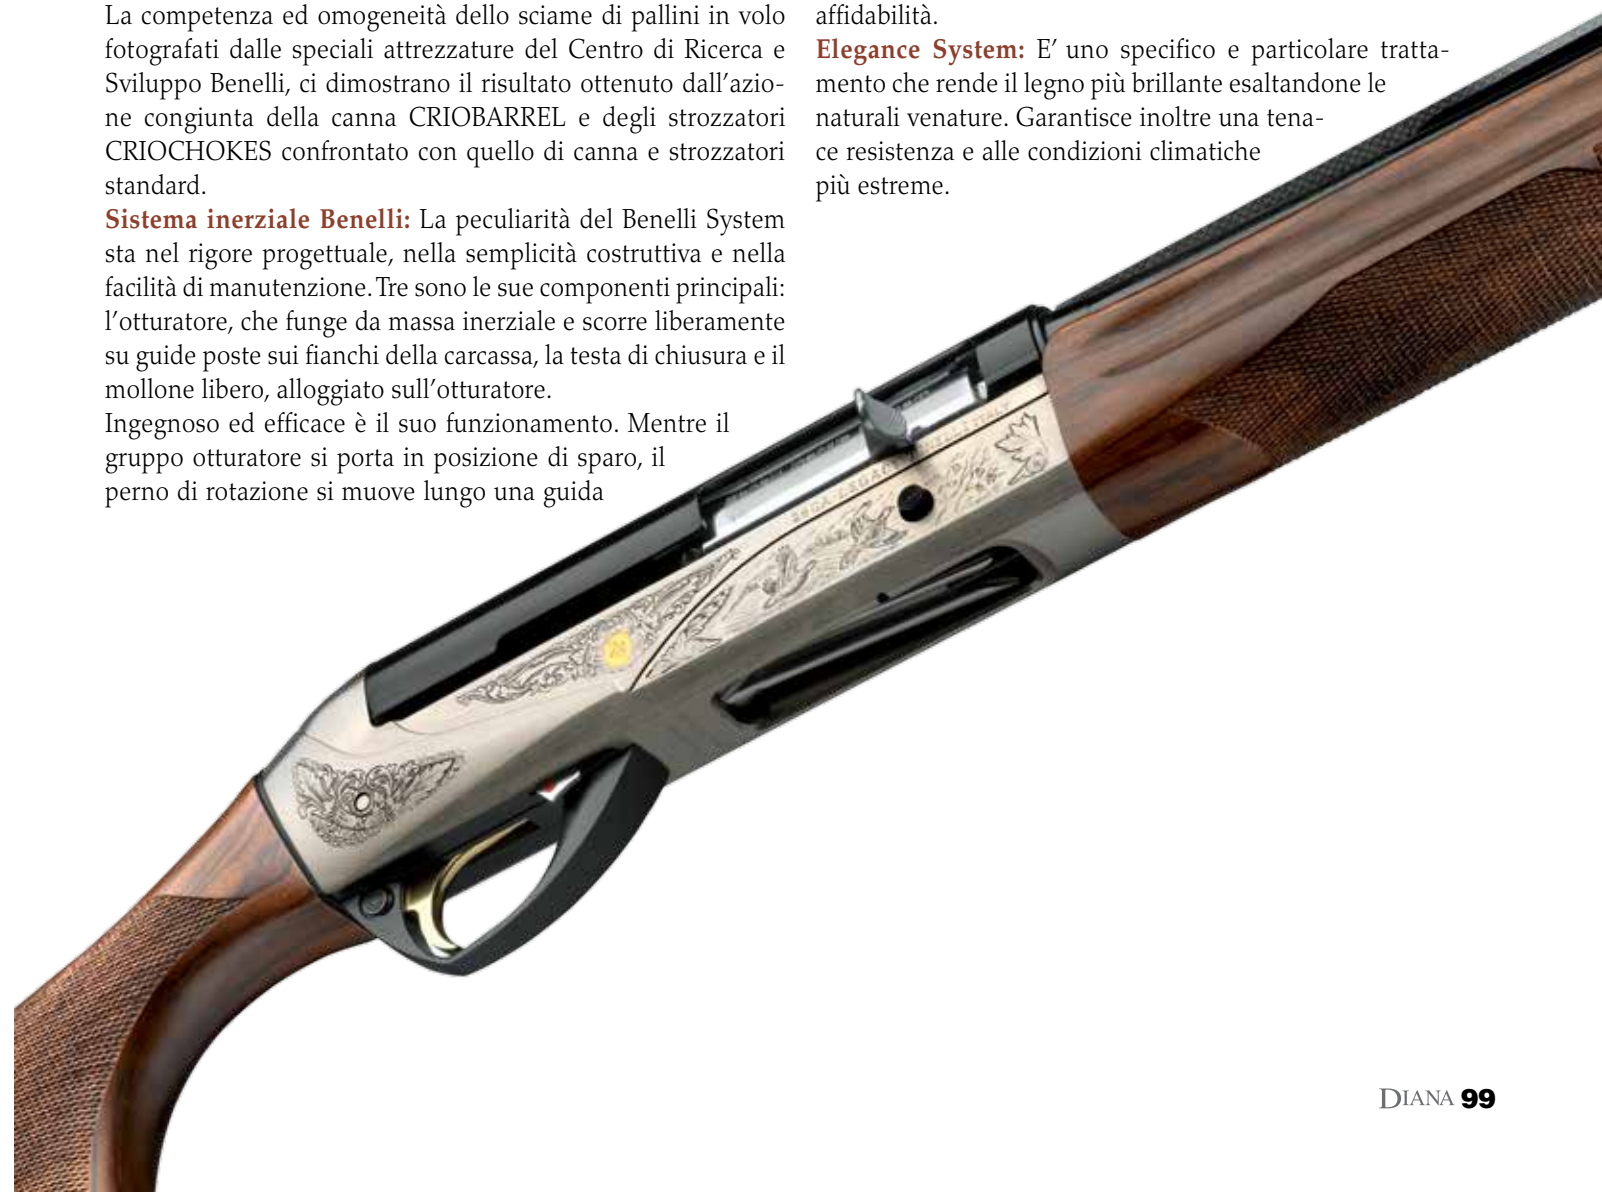 La competenza ed omogeneità dello sciame di pallini in volo
fotografati dalle speciali attrezzature del Centro di Ricerca e
Sviluppo Benelli, ci dimostrano il risultato ottenuto dall'azio-
ne congiunta della canna CRIOBARREL e degli strozzatori
CRIOCHOKES confrontato con quello di canna e strozzatori
standard.
Sistema inerziale Benelli: La peculiarità del Benelli System
sta nel rigore progettuale, nella semplicità costruttiva e nella
facilità di manutenzione. Tre sono le sue componenti principali:
l'otturatore, che funge da massa inerziale e scorre liberamente
su guide poste sui fianchi della carcassa, la testa di chiusura e il
mollone libero, alloggiato sull'otturatore.
Ingegnoso ed efficace è il suo funzionamento. Mentre il
gruppo otturatore si porta in posizione di sparo, il
perno di rotazione si muove lungo una guida
affidabilità.
Elegance System: E' uno specifico e particolare tratta-
mento che rende il legno più brillante esaltandone le
naturali venature. Garantisce inoltre una tena-
ce resistenza e alle condizioni climatiche
più estreme.
DIANA 99